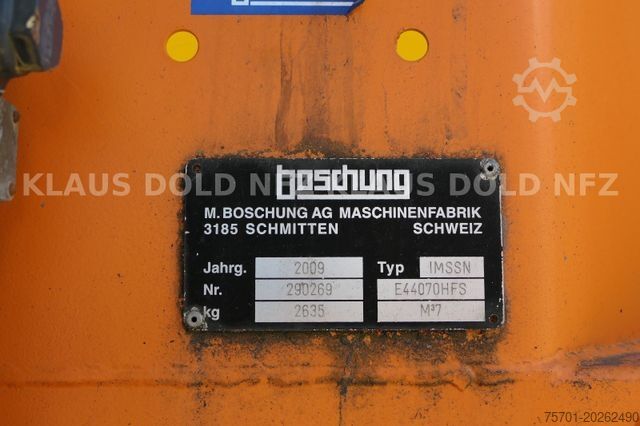 boschung
M. BOSCHUNG AG MASCHINENFABRIK
3185 SCHMITTEN SCHWEIZ
Jahrg. 2009 Typ IMSSN
Nr. 290269 E44070HFS
kg 2635 M³7
KLAUS DOLD NFZ KLAUS DOLD NFZ
75701-20262490